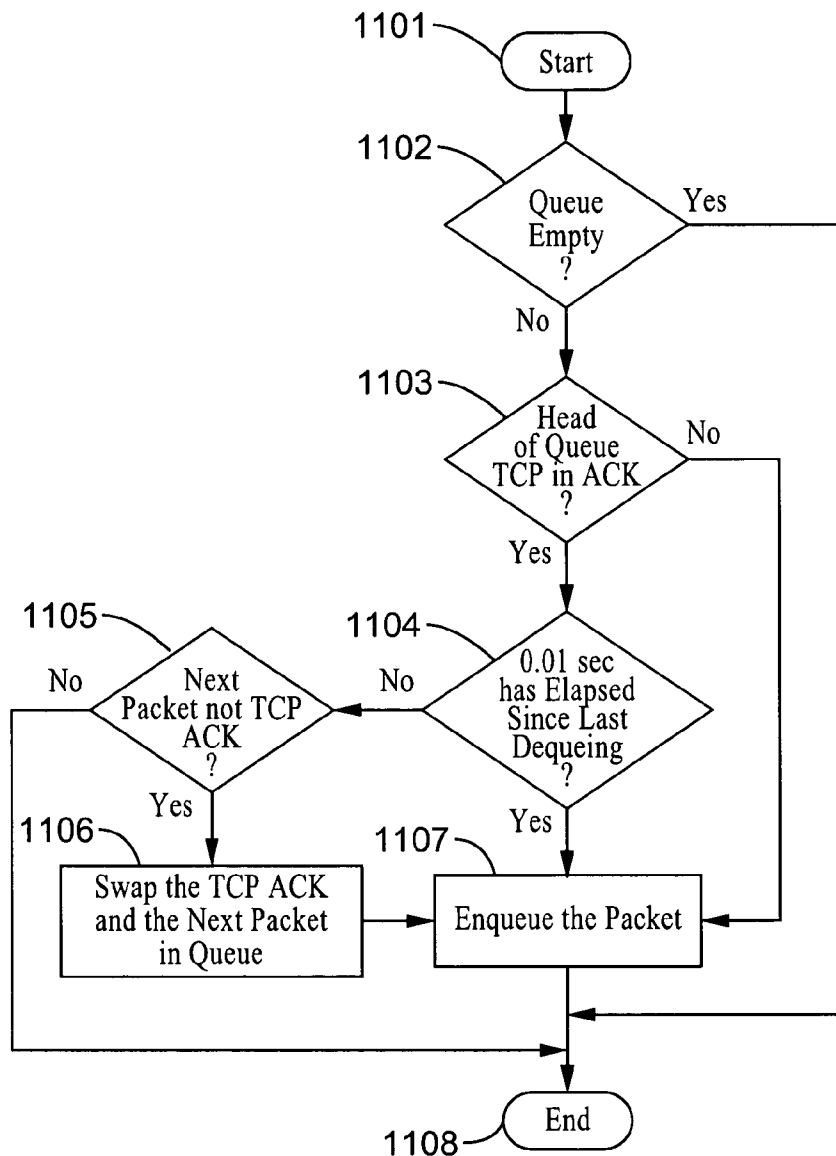 1101
Start
1102
Queue
Empty
?
Yes
No
1103
Head
of Queue
TCP in ACK
?
No
Yes
1104
0.01 sec
has Elapsed
Since Last
Dequeing
?
No
Yes
1105
Next
Packet not TCP
ACK
?
No
Yes
1106
Swap the TCP ACK
and the Next Packet
in Queue
1107
Enqueue the Packet
End
1108